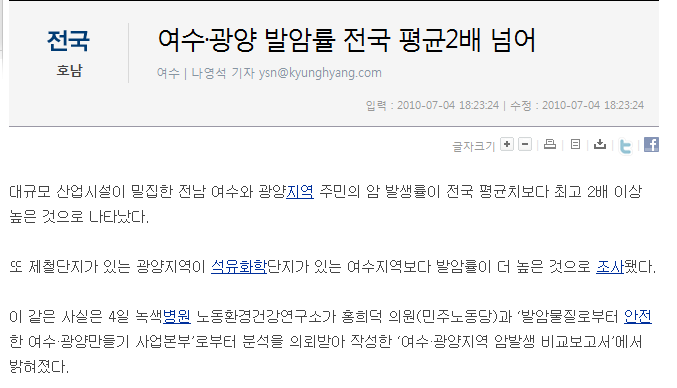 전국
호남
여수·광양 발암률 전국 평균2배 넘어
여수 | 나영석 기자 ysn@kyunghyang.com
입력 : 2010-07-04 18:23:24 | 수정 : 2010-07-04 18:23:24
글자크기
대규모 산업시설이 밀집한 전남 여수와 광양지역 주민의 암 발생률이 전국 평균치보다 최고 2배 이상
높은 것으로 나타났다.
또 제철단지가 있는 광양지역이 석유화학단지가 있는 여수지역보다 발암률이 더 높은 것으로 조사됐다.
이 같은 사실은 4일 녹색병원 노동환경건강연구소가 홍희덕 의원(민주노동당)과 ‘발암물질로부터 안전
한 여수·광양만들기 사업본부’로부터 분석을 의뢰받아 작성한 ‘여수·광양지역 암발생 비교보고서’에서
밝혀졌다.